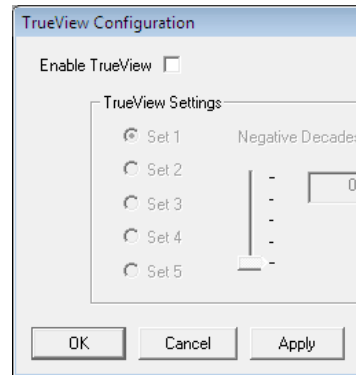 TrueView Configuration
Enable TrueView
TrueView Settings
Set 1 Negative Decades
Set 2
0
Set 3
Set 4
Set 5
OK Cancel Apply